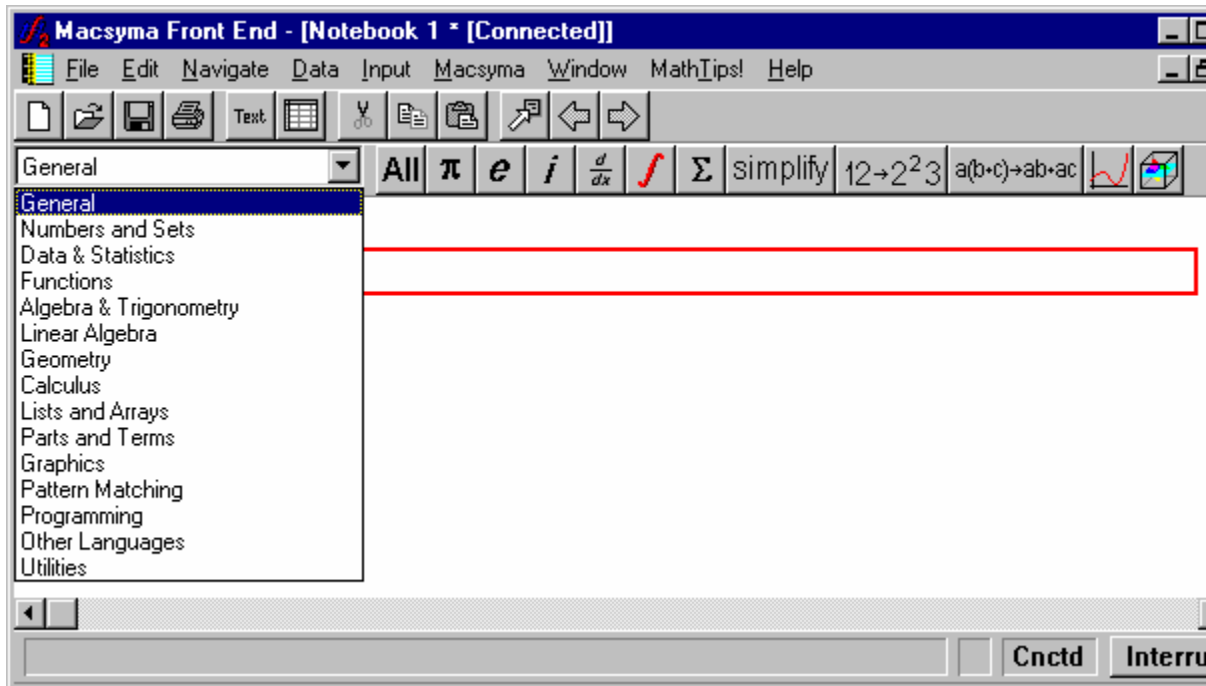 Macsyma Front End - [Notebook 1 * [Connected]]
File Edit Navigate Data Input Macsyma Window MathTips! Help
Text
General All π e i d/dx ∫ Σ simplify 12→2²3 a(b+c)→ab+ac
General
Numbers and Sets
Data & Statistics
Functions
Algebra & Trigonometry
Linear Algebra
Geometry
Calculus
Lists and Arrays
Parts and Terms
Graphics
Pattern Matching
Programming
Other Languages
Utilities
Cnctd Interru